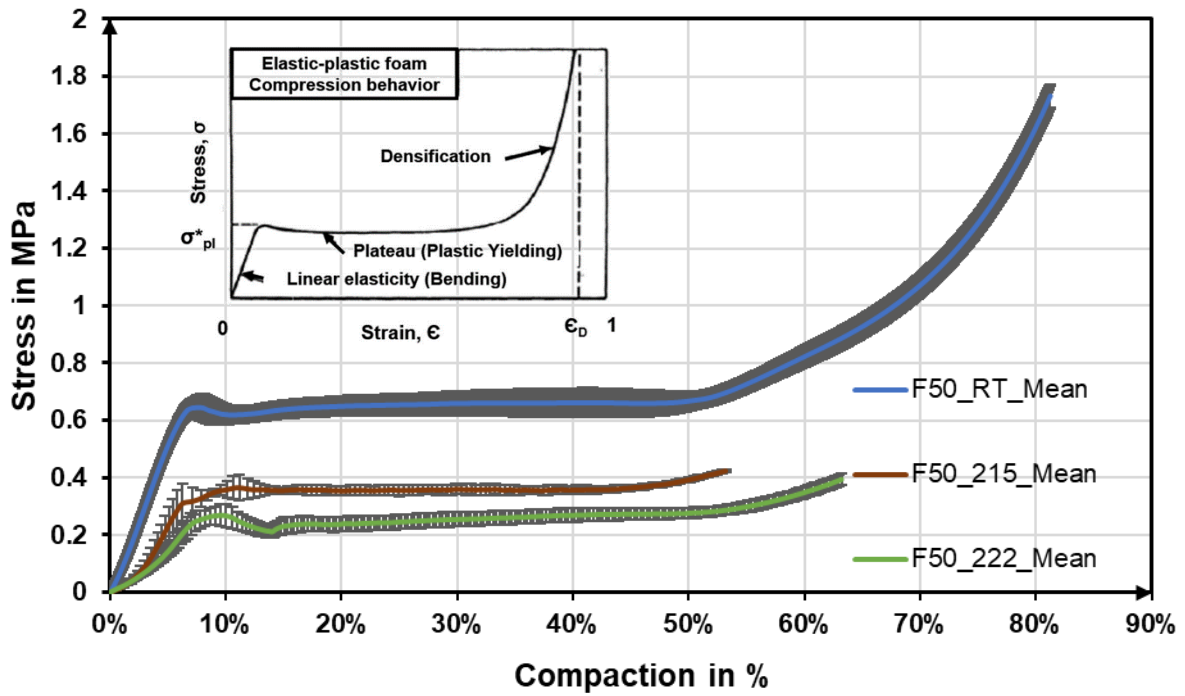 2
1.8
1.6
1.4
1.2
1
0.8
0.6
0.4
0.2
0
Stress in MPa
Elastic-plastic foam
Compression behavior
Stress, σ
σ*pl
Densification
Plateau (Plastic Yielding)
Linear elasticity (Bending)
0
Strain, Є
ЄD
1
F50_RT_Mean
F50_215_Mean
F50_222_Mean
0% 10% 20% 30% 40% 50% 60% 70% 80% 90%
Compaction in %